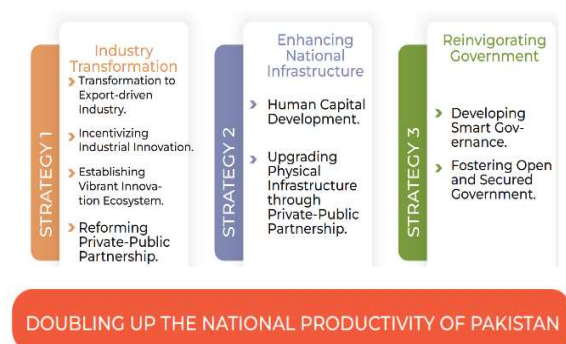 STRATEGY 1
Industry
Transformation
Transformation to
Export-driven
Industry.
Incentivizing
Industrial Innovation.
Establishing
Vibrant Innova-
tion Ecosystem.
Reforming
Private-Public
Partnership.
STRATEGY 2
Enhancing
National
Infrastructure
Human Capital
Development.
Upgrading
Physical
Infrastructure
through
Private-Public
Partnership.
STRATEGY 3
Reinvigorating
Government
Developing
Smart Gov-
ernance.
Fostering Open
and Secured
Government.
DOUBLING UP THE NATIONAL PRODUCTIVITY OF PAKISTAN